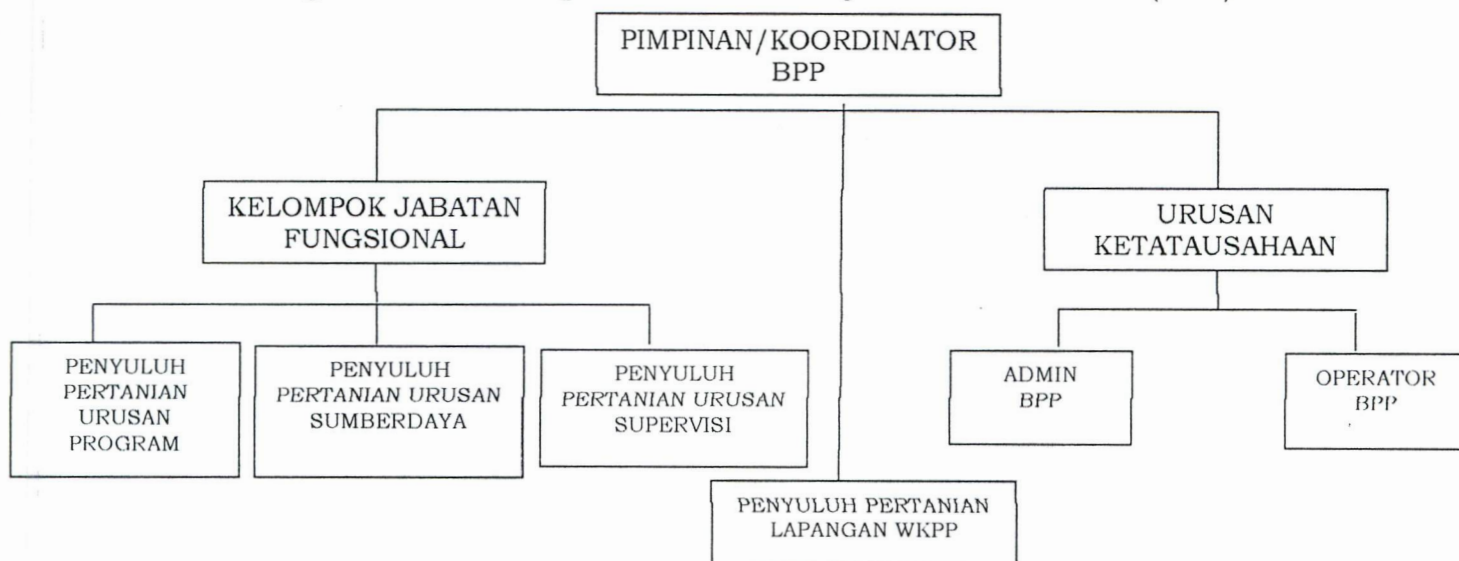 PIMPINAN/KOORDINATOR
BPP
KELOMPOK JABATAN
FUNGSIONAL
URUSAN
KETATAUSAHAAN
PENYULUH
PERTANIAN
URUSAN
PROGRAM
PENYULUH
PERTANIAN URUSAN
SUMBERDAYA
PENYULUH
PERTANIAN URUSAN
SUPERVISI
ADMIN
BPP
OPERATOR
BPP
PENYULUH PERTANIAN
LAPANGAN WKPP